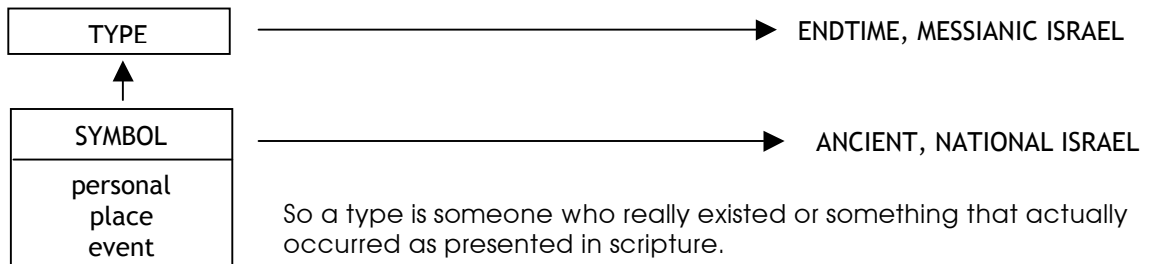 TYPE ENDTIME, MESSIANIC ISRAEL
SYMBOL ANCIENT, NATIONAL ISRAEL
personal
place
event
So a type is someone who really existed or something that actually
occurred as presented in scripture.